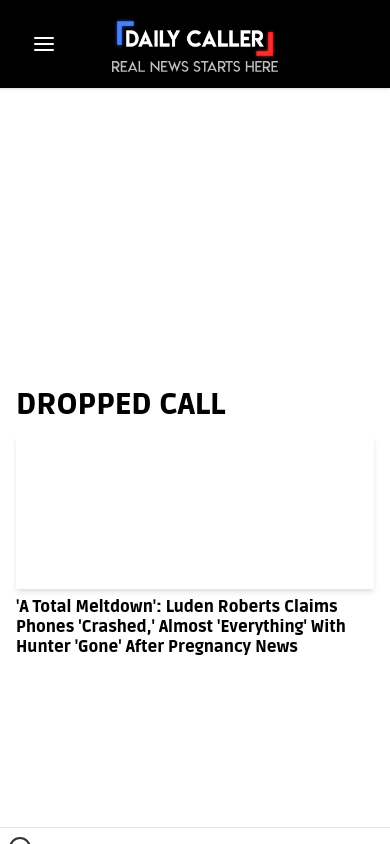 DAILY CALLER
REAL NEWS STARTS HERE
DROPPED CALL
'A Total Meltdown': Luden Roberts Claims
Phones 'Crashed,' Almost 'Everything' With
Hunter 'Gone' After Pregnancy News